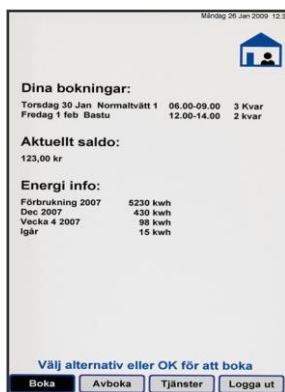 Måndag 26 Jan 2009 12.3
Dina bokningar:
Torsdag 30 Jan Normaltvätt 1 06.00-09.00 3 Kvar
Fredag 1 feb Bastu 12.00-14.00 2 kvar
Aktuellt saldo:
123,00 kr
Energi info:
Förbrukning 2007 5230 kwh
Dec 2007 430 kwh
Vecka 4 2007 98 kwh
Igår 15 kwh
Välj alternativ eller OK för att boka
Boka Avboka Tjänster Logga ut